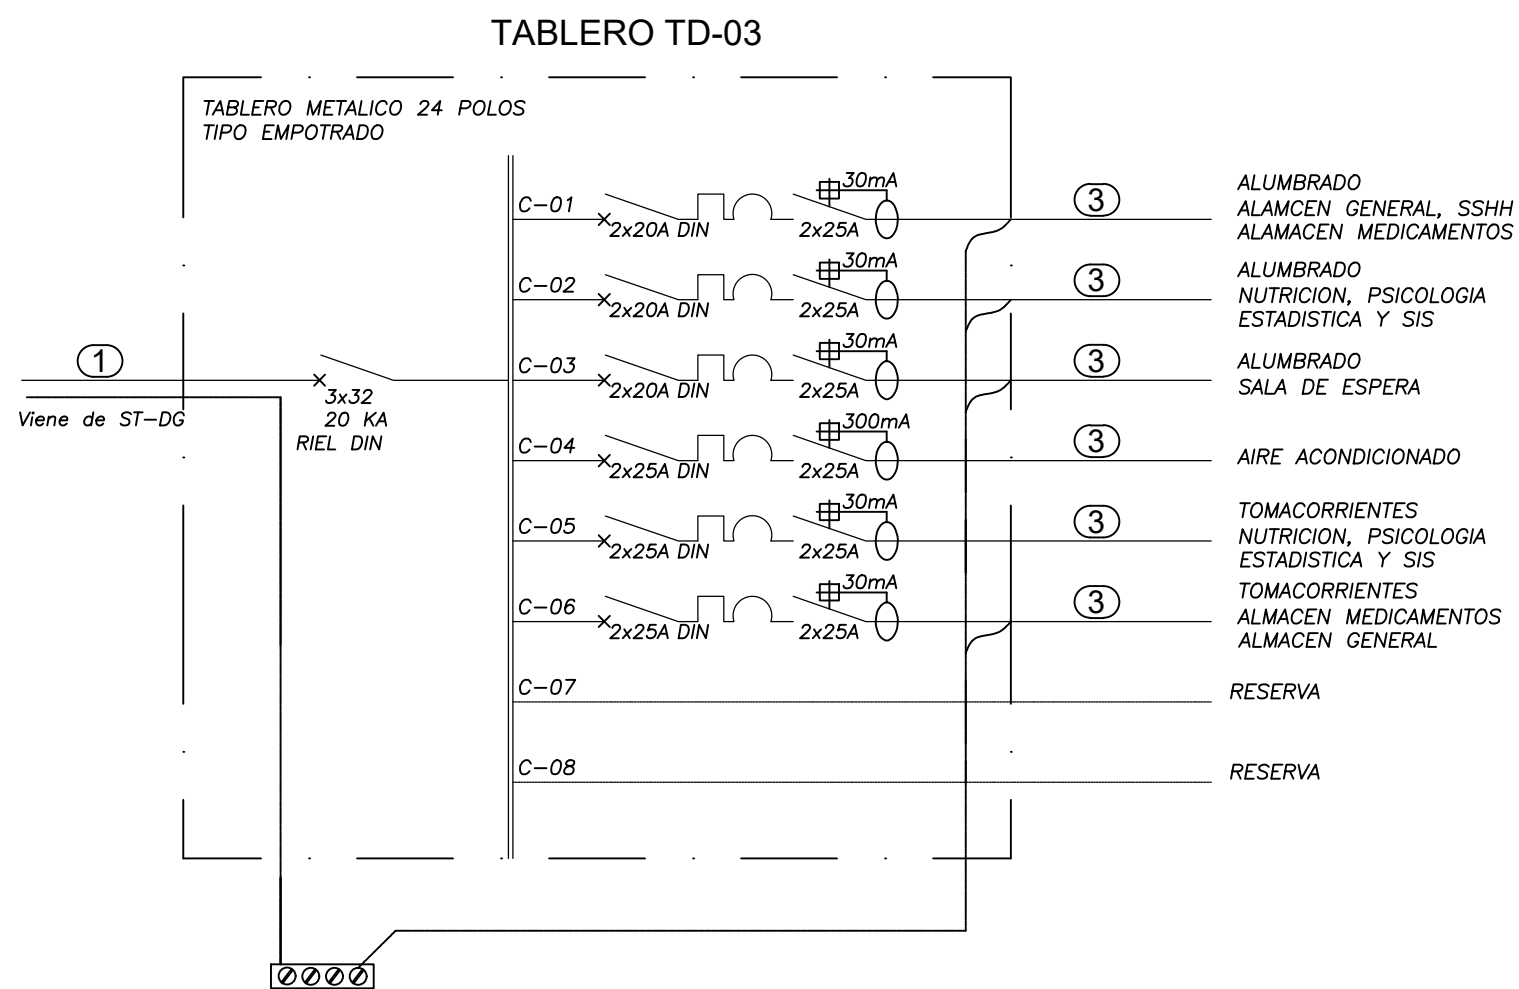 TABLERO TD-03
TABLERO METALICO 24 POLOS
TIPO EMPOTRADO
1
Viene de ST-DG
3x32
20 KA
RIEL DIN
C-01
2x20A DIN
30mA
2x25A
3
ALUMBRADO
ALAMCEN GENERAL, SSHH
ALAMACEN MEDICAMENTOS
C-02
2x20A DIN
30mA
2x25A
3
ALUMBRADO
NUTRICION, PSICOLOGIA
ESTADISTICA Y SIS
C-03
2x20A DIN
30mA
2x25A
3
ALUMBRADO
SALA DE ESPERA
C-04
2x25A DIN
300mA
2x25A
3
AIRE ACONDICIONADO
C-05
2x25A DIN
30mA
2x25A
3
TOMACORRIENTES
NUTRICION, PSICOLOGIA
ESTADISTICA Y SIS
C-06
2x25A DIN
30mA
2x25A
3
TOMACORRIENTES
ALMACEN MEDICAMENTOS
ALMACEN GENERAL
C-07
RESERVA
C-08
RESERVA